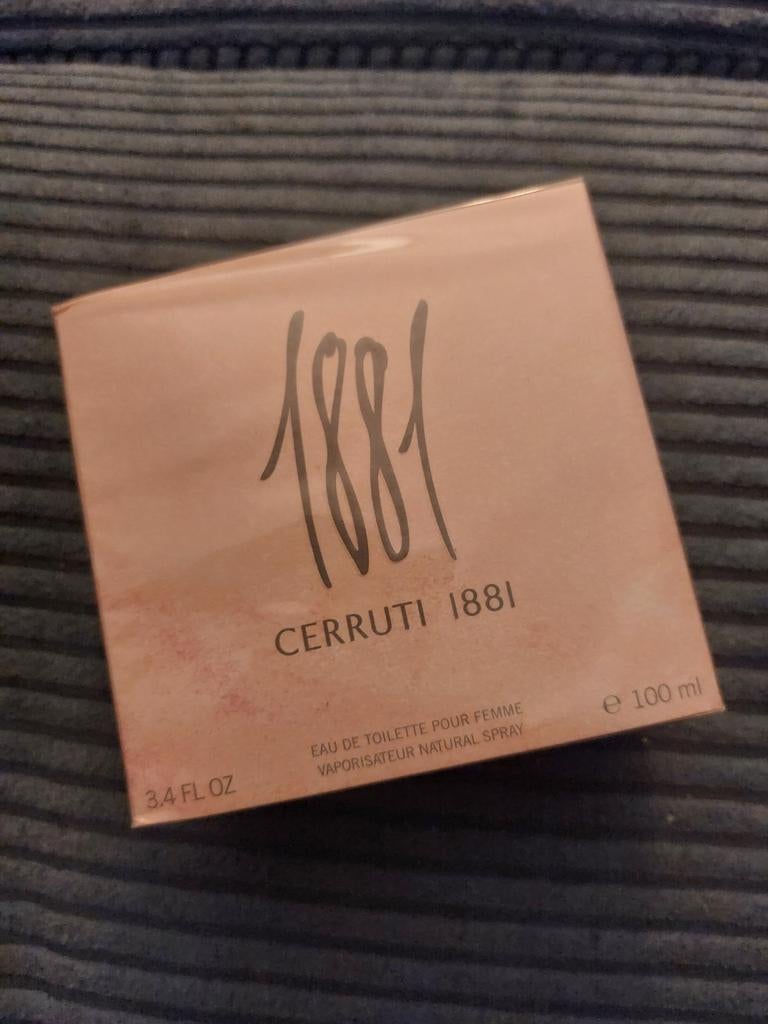 1881
CERRUTI 1881
EAU DE TOILETTE POUR FEMME
VAPORISATEUR NATURAL SPRAY
3.4 FL OZ
℮ 100 ml